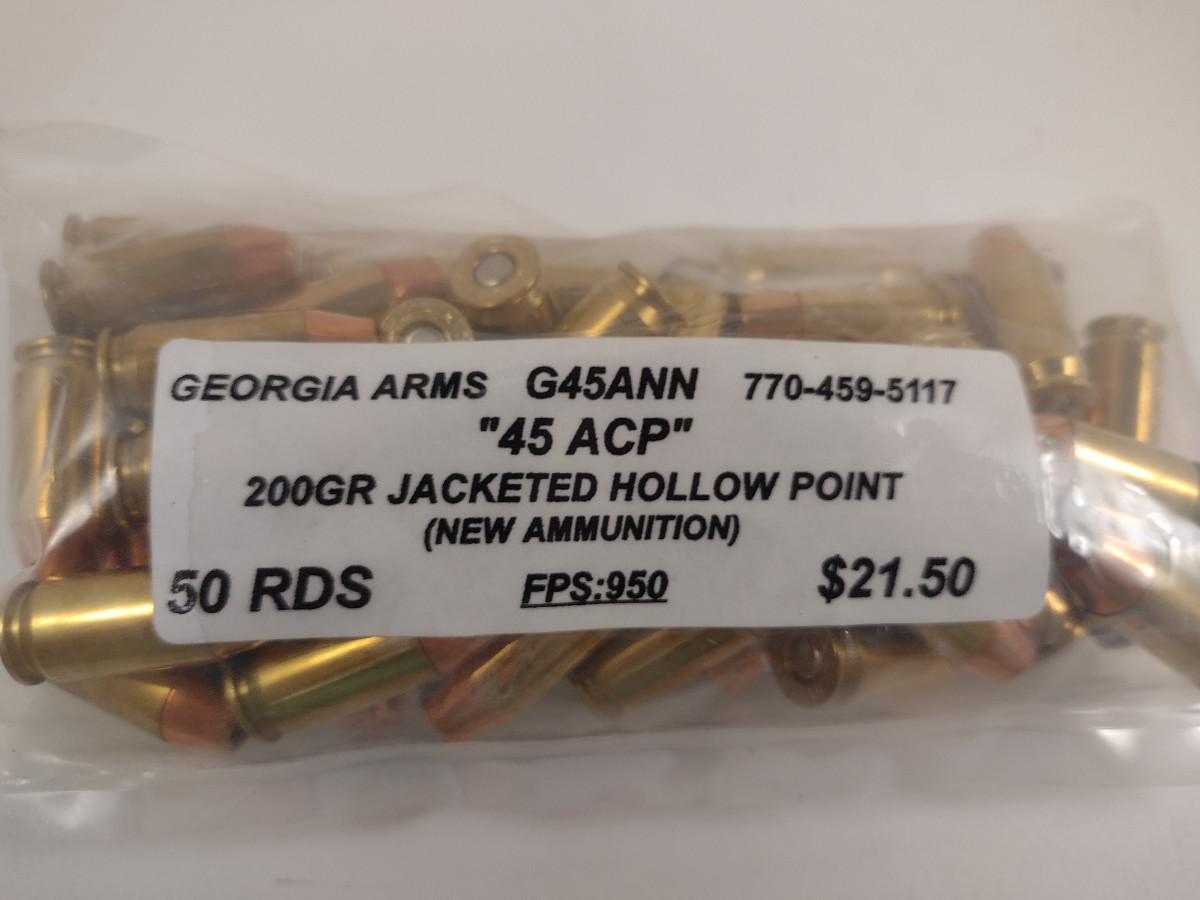 GEORGIA ARMS G45ANN 770-459-5117
"45 ACP"
200GR JACKETED HOLLOW POINT
(NEW AMMUNITION)
50 RDS FPS:950 $21.50